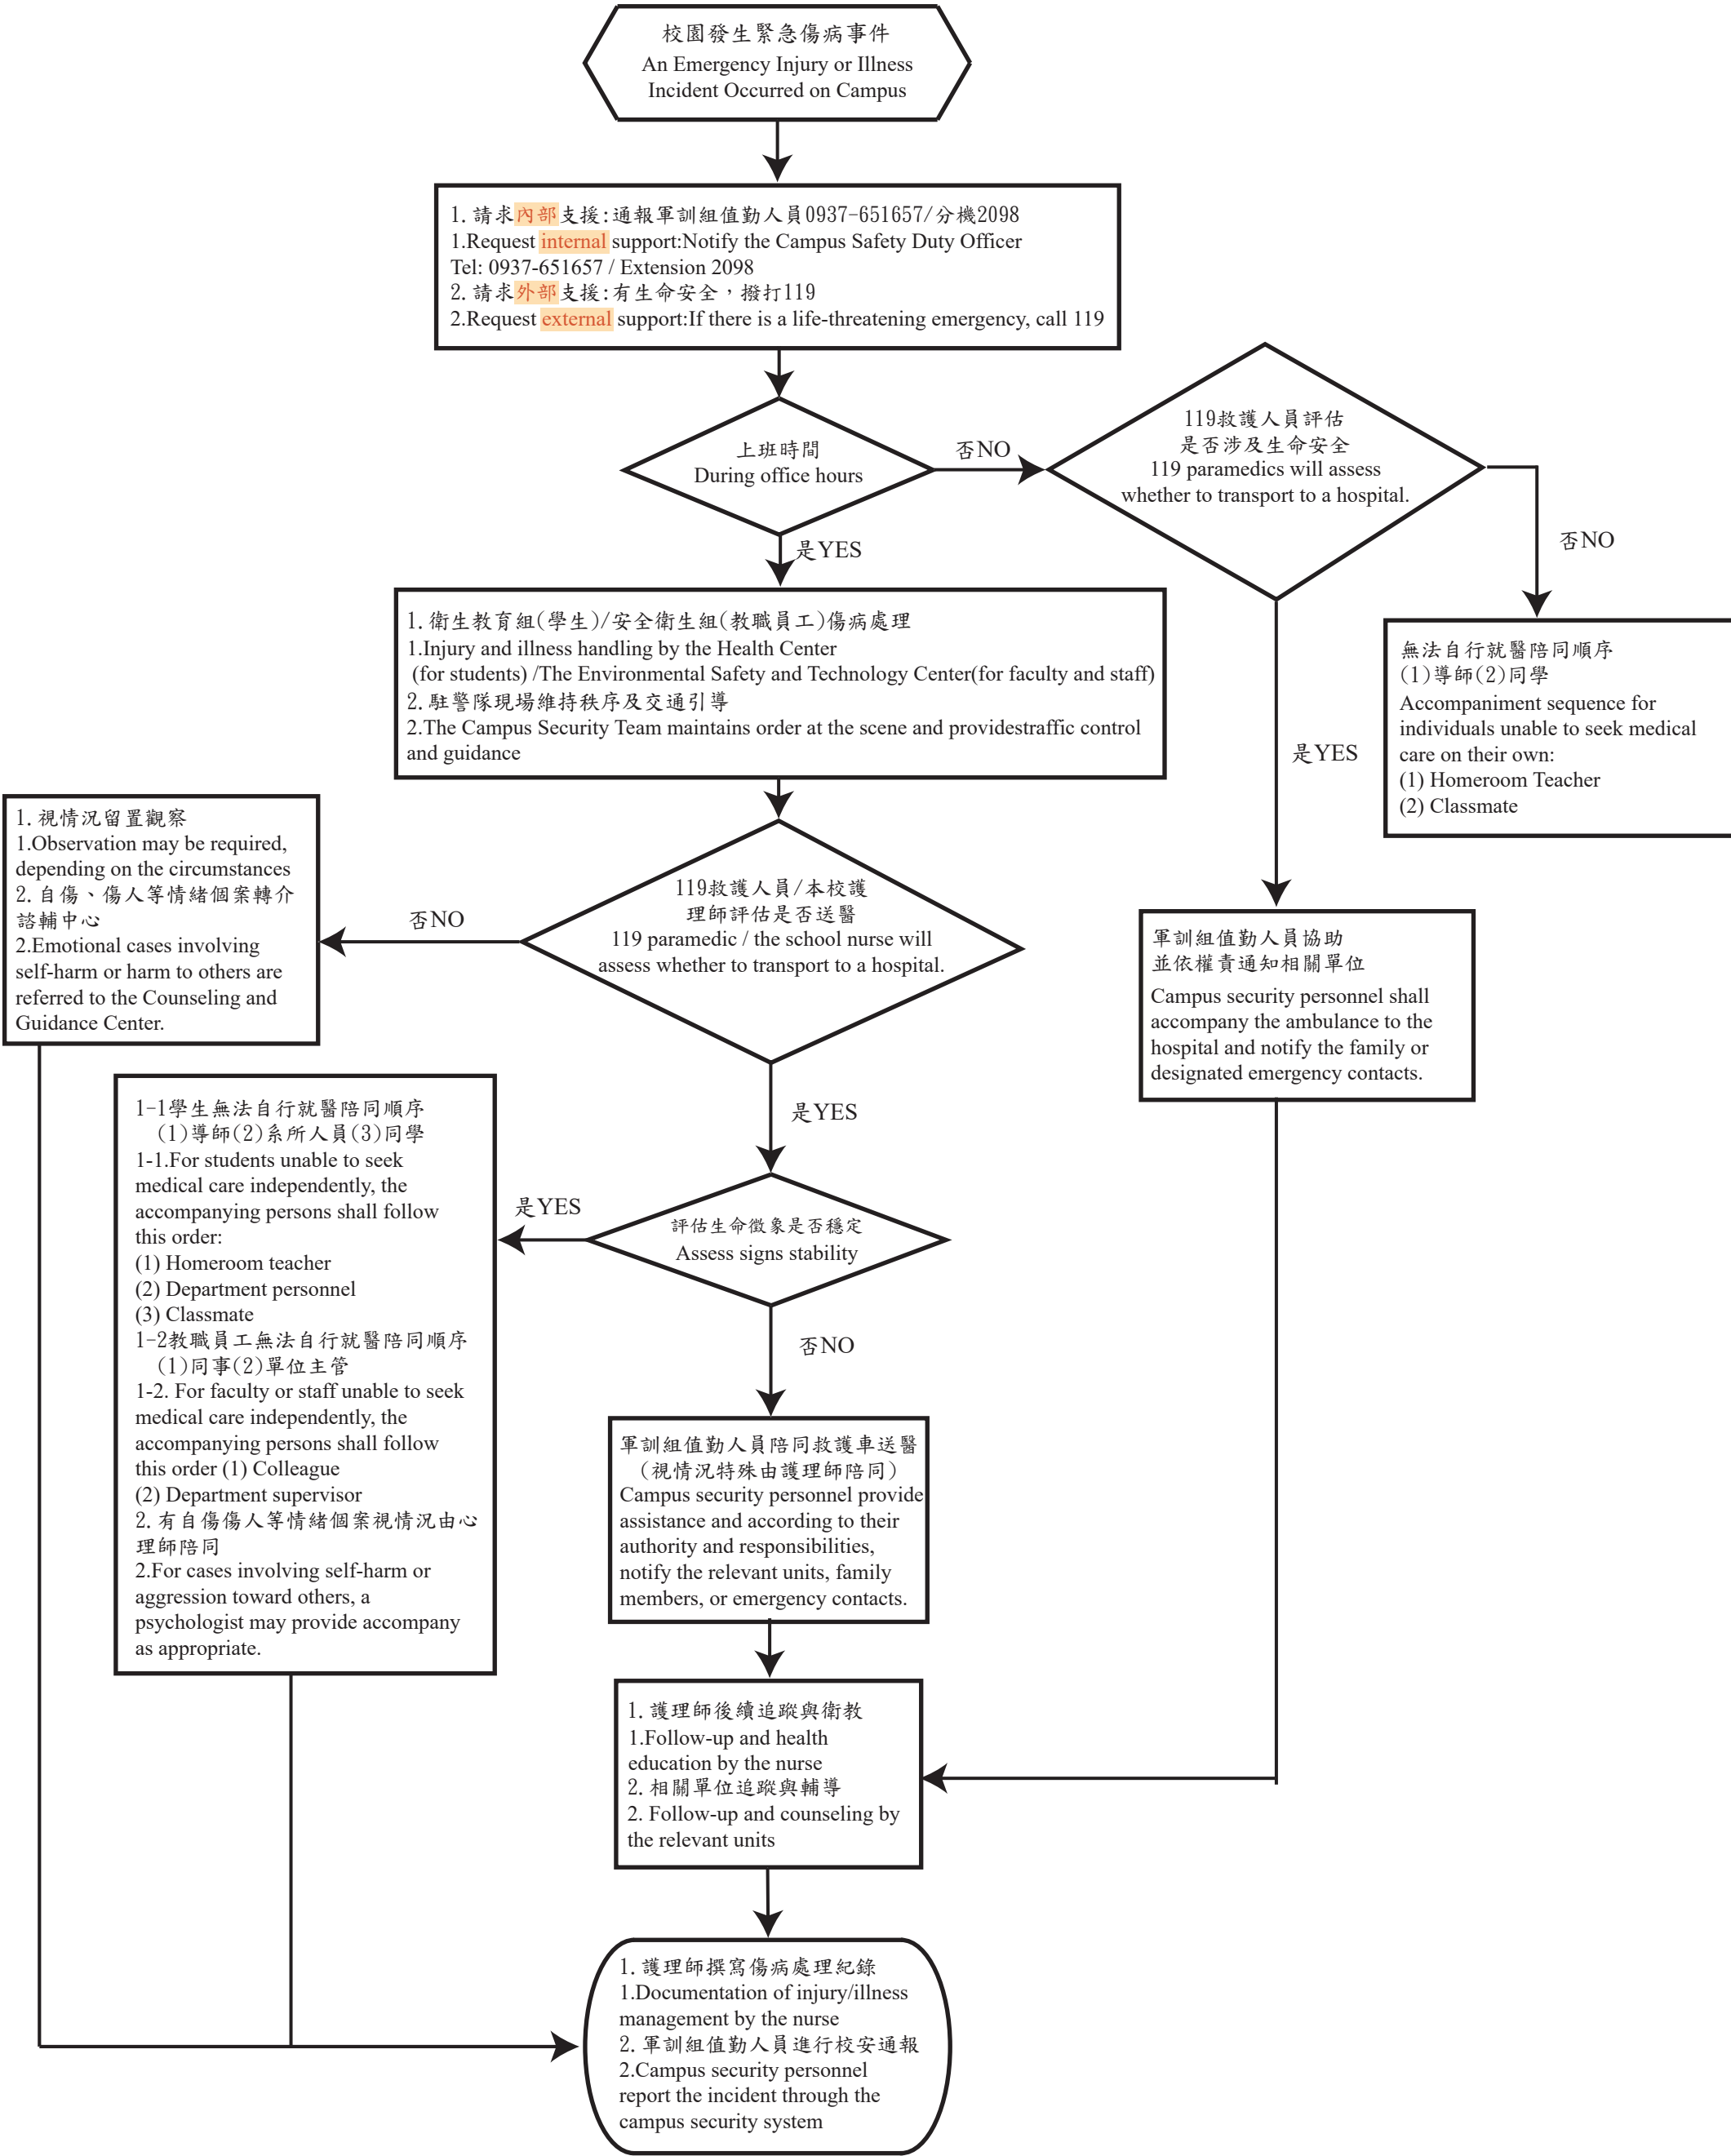 校園發生緊急傷病事件
An Emergency Injury or Illness
Incident Occurred on Campus
1. 請求內部支援:通報軍訓組值勤人員0937-651657/分機2098
1.Request internal support:Notify the Campus Safety Duty Officer
Tel: 0937-651657 / Extension 2098
2. 請求外部支援:有生命安全，撥打119
2.Request external support:If there is a life-threatening emergency, call 119
上班時間
During office hours
否NO
119救護人員評估
是否涉及生命安全
119 paramedics will assess
whether to transport to a hospital.
否NO
是YES
1. 衛生教育組(學生)/安全衛生組(教職員工)傷病處理
1.Injury and illness handling by the Health Center
(for students) /The Environmental Safety and Technology Center(for faculty and staff)
2. 駐警隊現場維持秩序及交通引導
2.The Campus Security Team maintains order at the scene and providestraffic control
and guidance
無法自行就醫陪同順序
(1)導師(2)同學
Accompaniment sequence for
individuals unable to seek medical
care on their own:
(1) Homeroom Teacher
(2) Classmate
是YES
1. 視情況留置觀察
1.Observation may be required,
depending on the circumstances
2. 自傷、傷人等情緒個案轉介
諮輔中心
2.Emotional cases involving
self-harm or harm to others are
referred to the Counseling and
Guidance Center.
否NO
119救護人員/本校護
理師評估是否送醫
119 paramedic / the school nurse will
assess whether to transport to a hospital.
軍訓組值勤人員協助
並依權責通知相關單位
Campus security personnel shall
accompany the ambulance to the
hospital and notify the family or
designated emergency contacts.
是YES
1-1學生無法自行就醫陪同順序
(1)導師(2)系所人員(3)同學
1-1.For students unable to seek
medical care independently, the
accompanying persons shall follow
this order:
(1) Homeroom teacher
(2) Department personnel
(3) Classmate
1-2教職員工無法自行就醫陪同順序
(1)同事(2)單位主管
1-2. For faculty or staff unable to seek
medical care independently, the
accompanying persons shall follow
this order (1) Colleague
(2) Department supervisor
2. 有自傷傷人等情緒個案視情況由心
理師陪同
2.For cases involving self-harm or
aggression toward others, a
psychologist may provide accompany
as appropriate.
是YES
評估生命徵象是否穩定
Assess signs stability
否NO
軍訓組值勤人員陪同救護車送醫
(視情況特殊由護理師陪同)
Campus security personnel provide
assistance and according to their
authority and responsibilities,
notify the relevant units, family
members, or emergency contacts.
1. 護理師後續追蹤與衛教
1.Follow-up and health
education by the nurse
2. 相關單位追蹤與輔導
2. Follow-up and counseling by
the relevant units
1. 護理師撰寫傷病處理紀錄
1.Documentation of injury/illness
management by the nurse
2. 軍訓組值勤人員進行校安通報
2.Campus security personnel
report the incident through the
campus security system